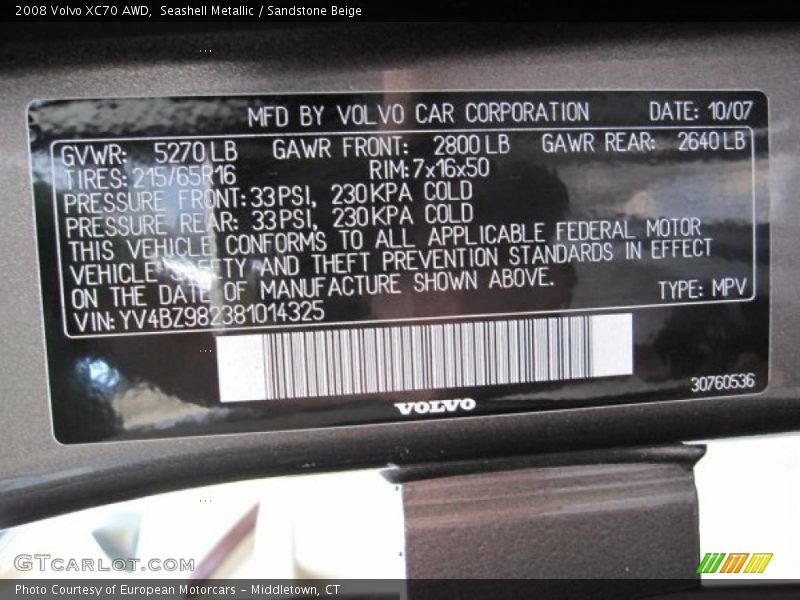 2008 Volvo XC70 AWD,  Seashell Metallic / Sandstone Beige
MFD BY VOLVO CAR CORPORATION DATE: 10/07
GVWR: 5270 LB GAWR FRONT: 2800 LB GAWR REAR: 2640 LB
TIRES: 215/65R16 RIM: 7x16x50
PRESSURE FRONT: 33 PSI, 230 KPA COLD
PRESSURE REAR: 33 PSI, 230 KPA COLD
THIS VEHICLE CONFORMS TO ALL APPLICABLE FEDERAL MOTOR
VEHICLE SAFETY AND THEFT PREVENTION STANDARDS IN EFFECT
ON THE DATE OF MANUFACTURE SHOWN ABOVE.
TYPE: MPV
VIN: YV4BZ982381014325
30760536
VOLVO
GTCarLot.com
Photo Courtesy of European Motorcars - Middletown, CT